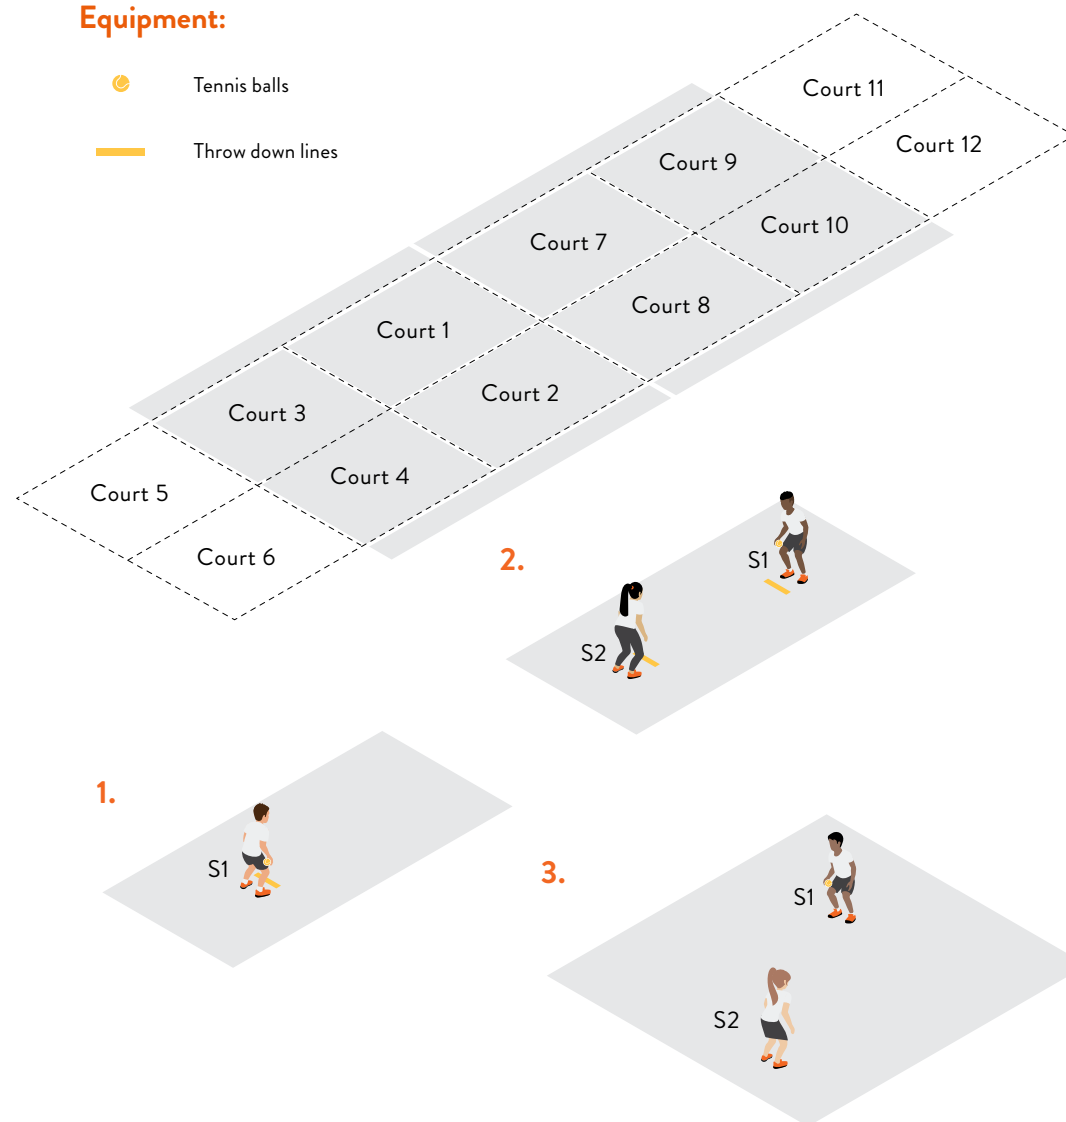 Equipment:
Tennis balls
Throw down lines
Court 11
Court 12
Court 9
Court 10
Court 7
Court 8
Court 1
Court 2
Court 3
Court 4
Court 5
Court 6
2.
S1
S2
1.
S1
3.
S1
S2